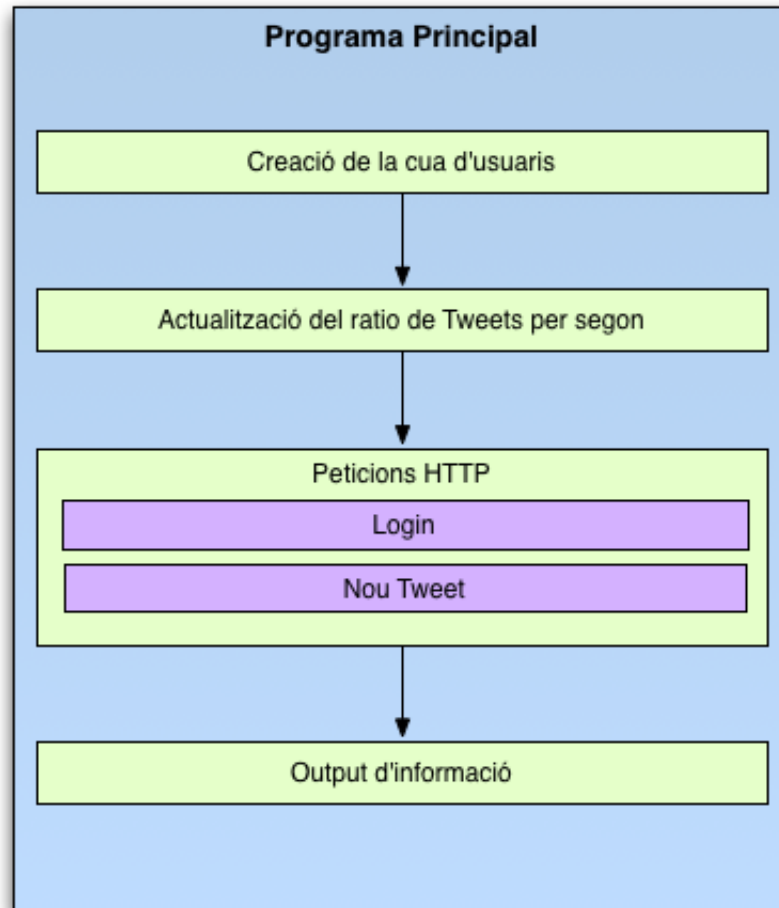 Programa Principal
Creació de la cua d'usuaris
Actualització del ratio de Tweets per segon
Peticions HTTP
Login
Nou Tweet
Output d'informació